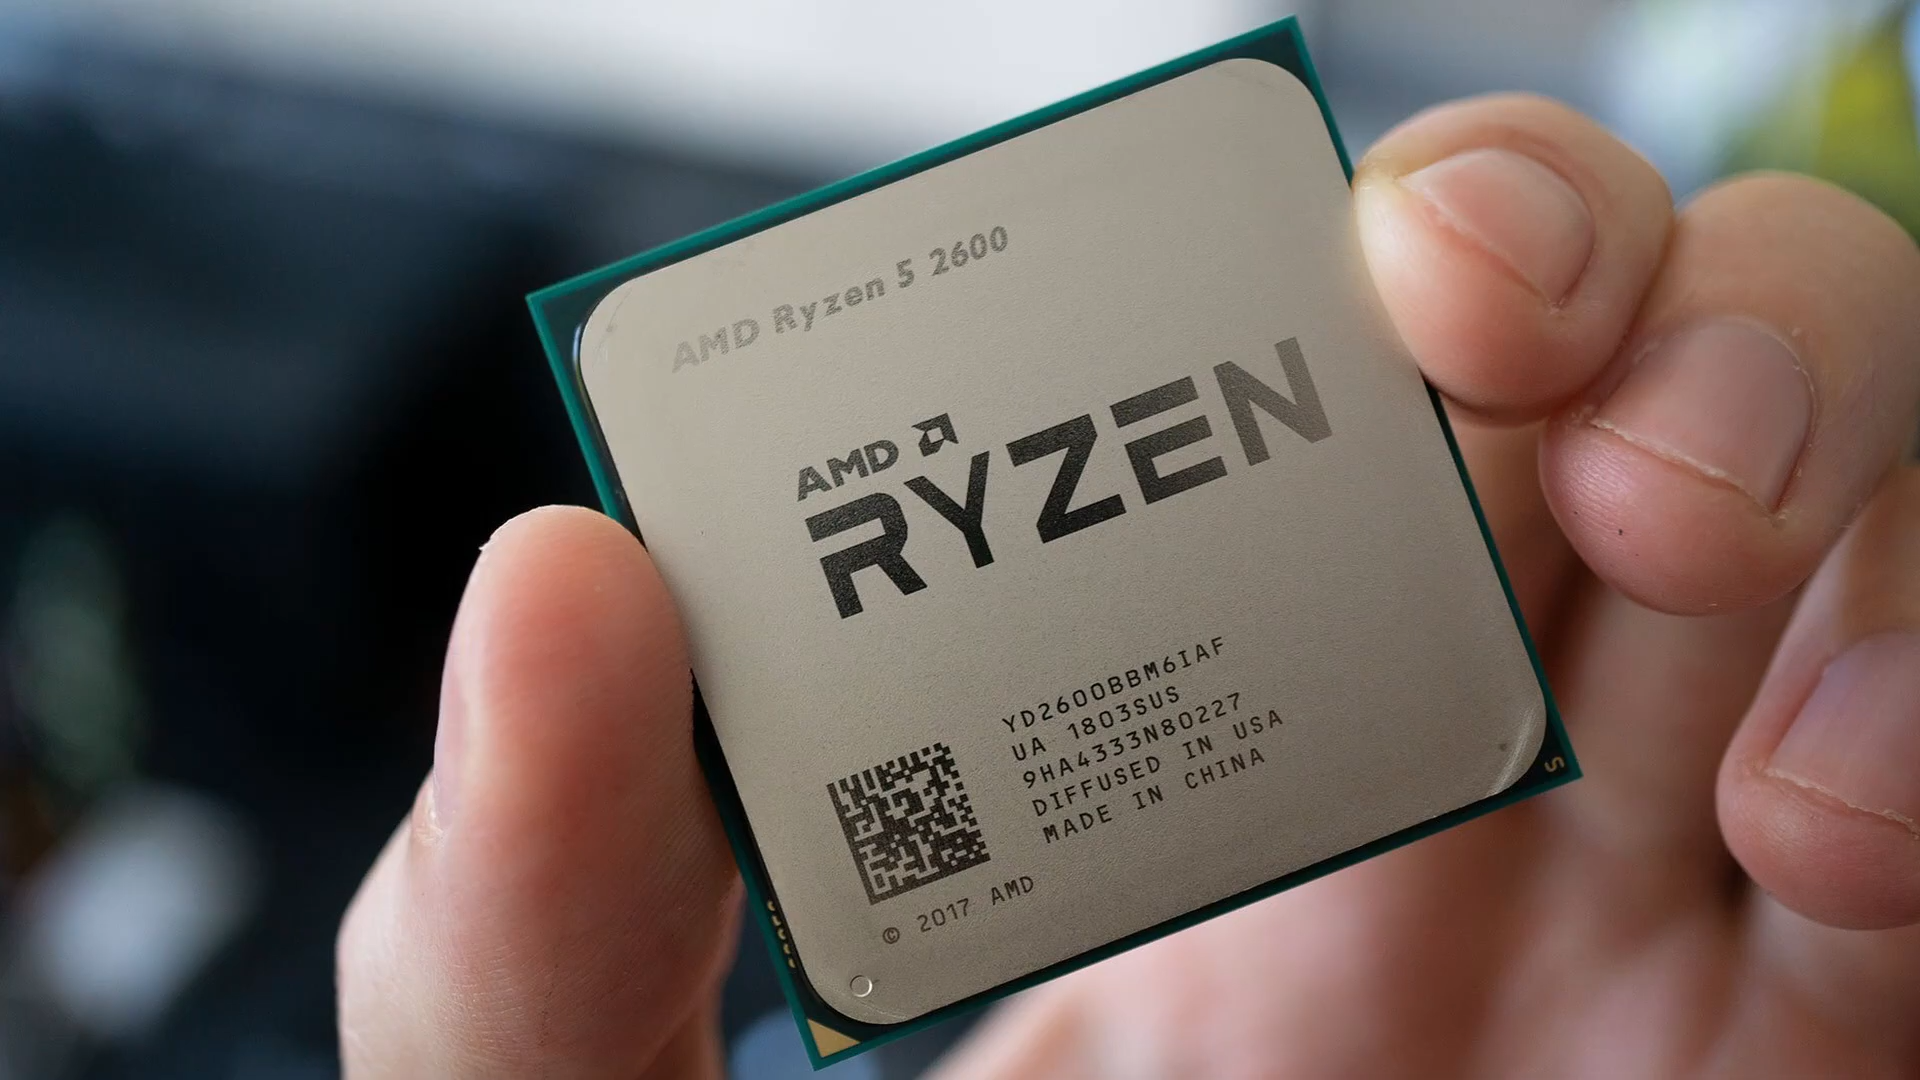 AMD Ryzen 5 2600
AMD
RYZEN
YD2600BBM6IAF
UA 1803SUS
9HA4333N80227
DIFFUSED IN USA
MADE IN CHINA
© 2017 AMD